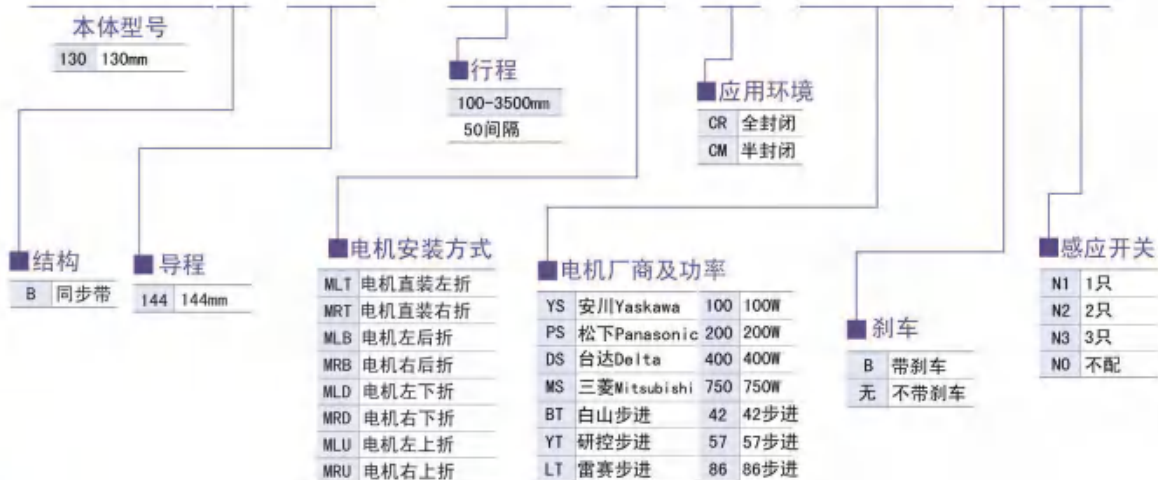 本体型号
130 130mm
■行程
100-3500mm
50间隔
■应用环境
CR 全封闭
CM 半封闭
■结构
B 同步带
■导程
144 144mm
■电机安装方式
MLT 电机直装左折
MRT 电机直装右折
MLB 电机左后折
MRB 电机右后折
MLD 电机左下折
MRD 电机右下折
MLU 电机左上折
MRU 电机右上折
■电机厂商及功率
YS 安川Yaskawa 100 100W
PS 松下Panasonic 200 200W
DS 台达Delta 400 400W
MS 三菱Mitsubishi 750 750W
BT 白山步进 42 42步进
YT 研控步进 57 57步进
LT 雷赛步进 86 86步进
■刹车
B 带刹车
无 不带刹车
■感应开关
N1 1只
N2 2只
N3 3只
N0 不配